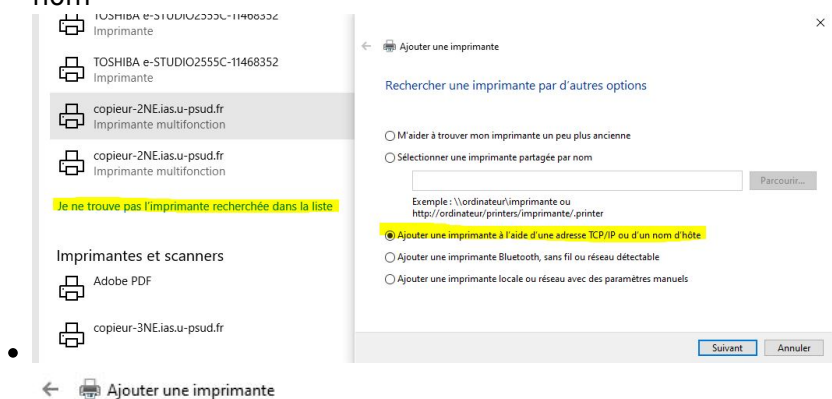 nom
TOSHIBA e-STUDIO2555C-11468352
Imprimante
TOSHIBA e-STUDIO2555C-11468352
Imprimante
copieur-2NE.ias.u-psud.fr
Imprimante multifonction
copieur-2NE.ias.u-psud.fr
Imprimante multifonction
Je ne trouve pas l'imprimante recherchée dans la liste
Imprimantes et scanners
Adobe PDF
copieur-3NE.ias.u-psud.fr
Ajouter une imprimante
Rechercher une imprimante par d'autres options
M'aider à trouver mon imprimante un peu plus ancienne
Sélectionner une imprimante partagée par nom
Parcourir...
Exemple : \\ordinateur\imprimante ou
http://ordinateur/printers/imprimante/.printer
Ajouter une imprimante à l'aide d'une adresse TCP/IP ou d'un nom d'hôte
Ajouter une imprimante Bluetooth, sans fil ou réseau détectable
Ajouter une imprimante locale ou réseau avec des paramètres manuels
Suivant
Annuler
Ajouter une imprimante